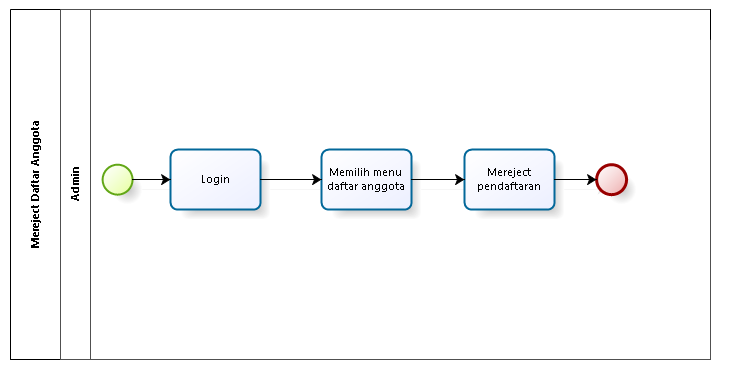 Mereject Daftar Anggota
Admin
Login
Memilih menu
daftar anggota
Mereject
pendaftaran